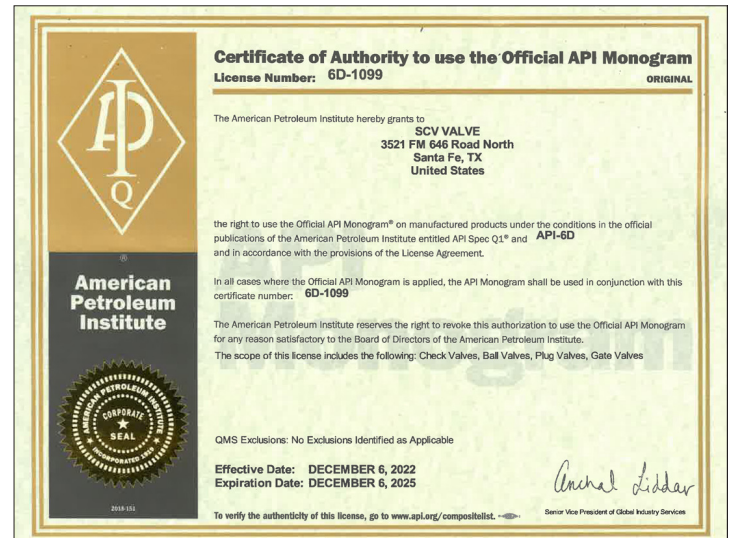 Certificate of Authority to use the Official API Monogram
License Number: 6D-1099
ORIGINAL
The American Petroleum Institute hereby grants to
SCV VALVE
3521 FM 646 Road North
Santa Fe, TX
United States
the right to use the Official API Monogram® on manufactured products under the conditions in the official
publications of the American Petroleum Institute entitled API Spec Q1® and API-6D
and in accordance with the provisions of the License Agreement.
In all cases where the Official API Monogram is applied, the API Monogram shall be used in conjunction with this
certificate number: 6D-1099
The American Petroleum Institute reserves the right to revoke this authorization to use the Official API Monogram
for any reason satisfactory to the Board of Directors of the American Petroleum Institute.
The scope of this license includes the following: Check Valves, Ball Valves, Plug Valves, Gate Valves
QMS Exclusions: No Exclusions Identified as Applicable
Effective Date: DECEMBER 6, 2022
Expiration Date: DECEMBER 6, 2025
To verify the authenticity of this license, go to www.api.org/compositelist.
Anchal Liddar
Senior Vice President of Global Industry Services
API
Q
®
American
Petroleum
Institute
AMERICAN PETROLEUM INSTITUTE
CORPORATE
SEAL
INCORPORATED 1919
2018-151
API
Monogram